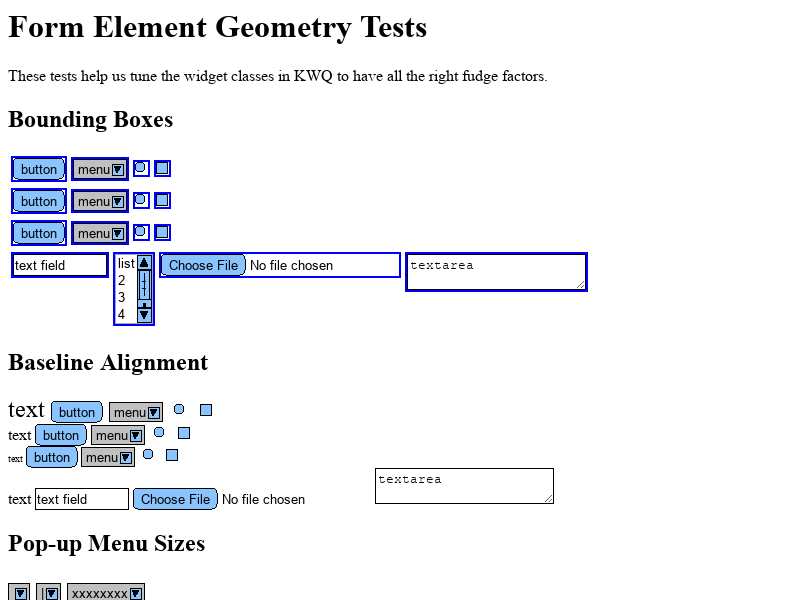 Form Element Geometry Tests
These tests help us tune the widget classes in KWQ to have all the right fudge factors.
Bounding Boxes
button menu
button menu
button menu
text field list Choose File No file chosen textarea
2
3
4
Baseline Alignment
text button menu
text button menu
text button menu
text text field Choose File No file chosen textarea
Pop-up Menu Sizes
| xxxxxxxx